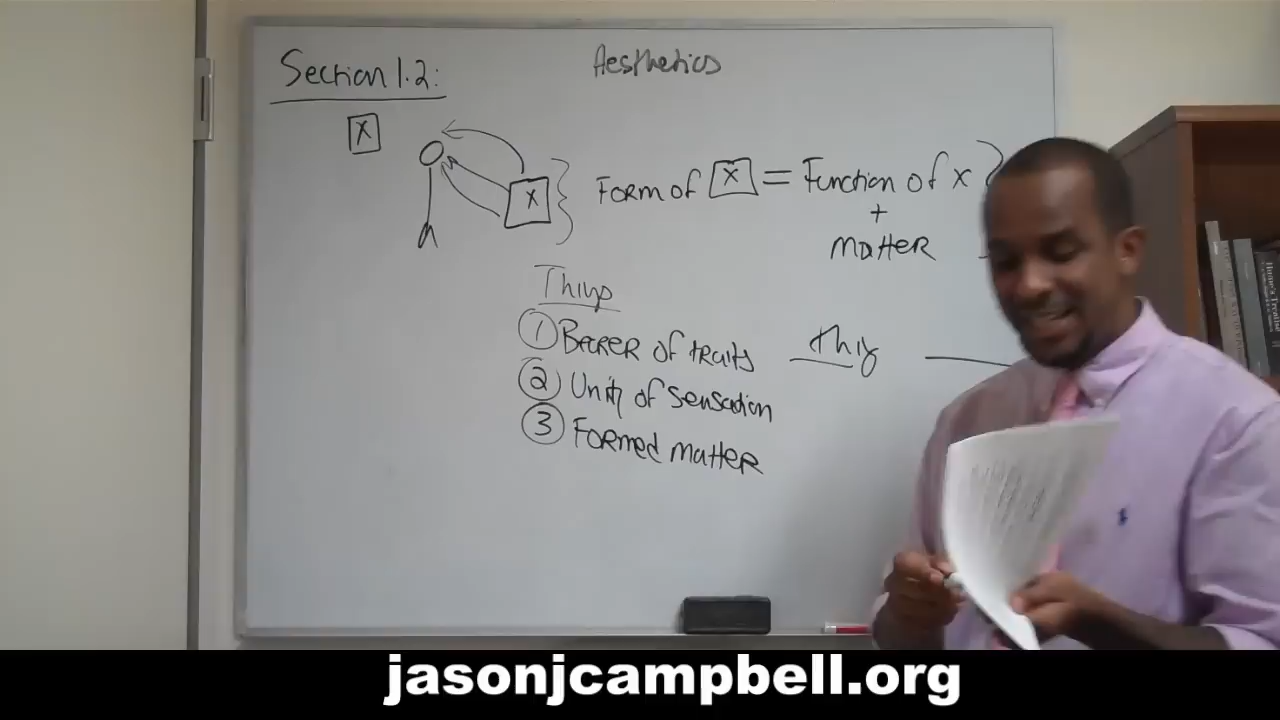 Aesthetics
Section 1.2:
X
X
Form of X = Function of x
+
matter
Things
① Bearer of traits
thing
② Unity of sensation
③ Formed matter
jasonjcampbell.org